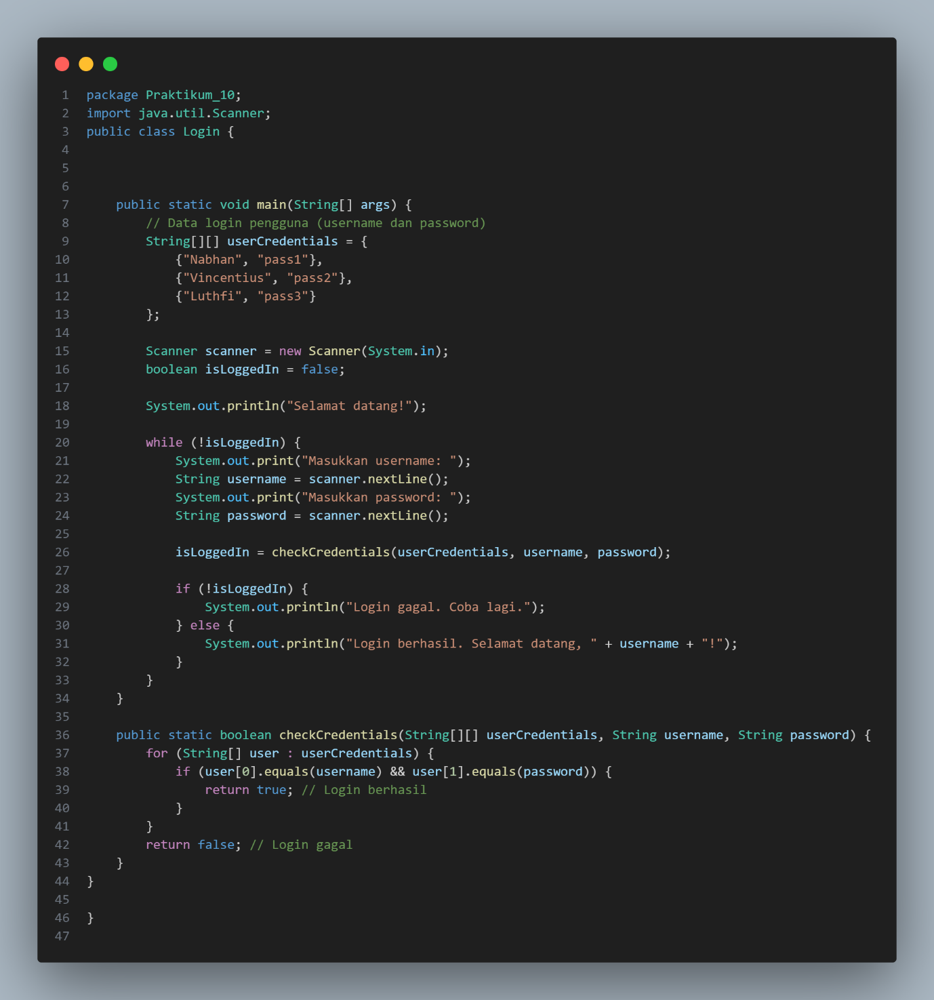 1 package Praktikum_10;
2 import java.util.Scanner;
3 public class Login {
4
5
6
7     public static void main(String[] args) {
8         // Data login pengguna (username dan password)
9         String[][] userCredentials = {
10             {"Nabhan", "pass1"},
11             {"Vincentius", "pass2"},
12             {"Luthfi", "pass3"}
13         };
14
15         Scanner scanner = new Scanner(System.in);
16         boolean isLoggedIn = false;
17
18         System.out.println("Selamat datang!");
19
20         while (!isLoggedIn) {
21             System.out.print("Masukkan username: ");
22             String username = scanner.nextLine();
23             System.out.print("Masukkan password: ");
24             String password = scanner.nextLine();
25
26             isLoggedIn = checkCredentials(userCredentials, username, password);
27
28             if (!isLoggedIn) {
29                 System.out.println("Login gagal. Coba lagi.");
30             } else {
31                 System.out.println("Login berhasil. Selamat datang, " + username + "!");
32             }
33         }
34     }
35
36     public static boolean checkCredentials(String[][] userCredentials, String username, String password) {
37         for (String[] user : userCredentials) {
38             if (user[0].equals(username) && user[1].equals(password)) {
39                 return true; // Login berhasil
40             }
41         }
42         return false; // Login gagal
43     }
44 }
45
46 }
47